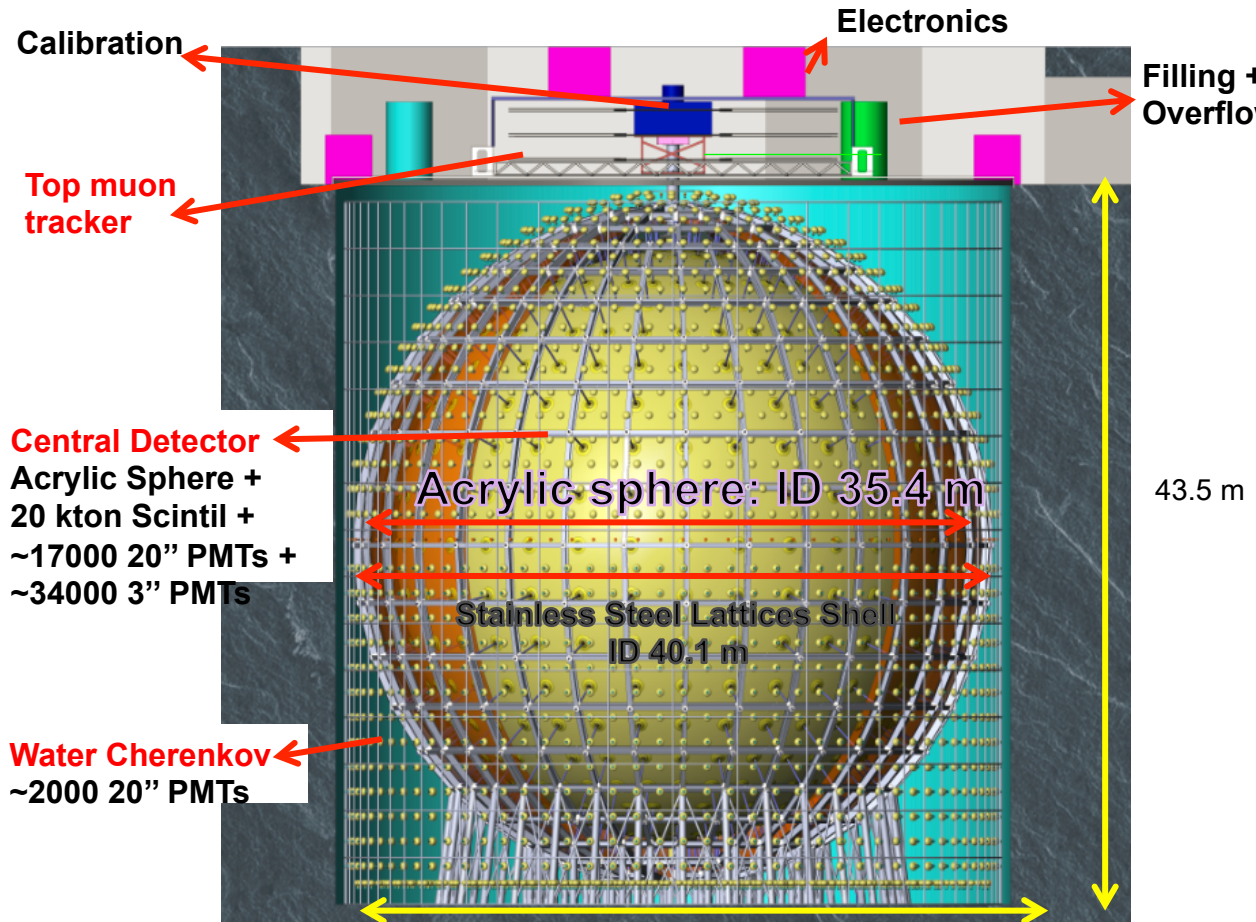 Calibration
Electronics
Filling +
Top muon
tracker
Central Detector
Acrylic Sphere +
20 kton Scintil +
~17000 20” PMTs +
~34000 3” PMTs
Acrylic sphere: ID 35.4 m
43.5 m
Stainless Steel Lattices Shell
ID 40.1 m
Water Cherenkov
~2000 20” PMTs